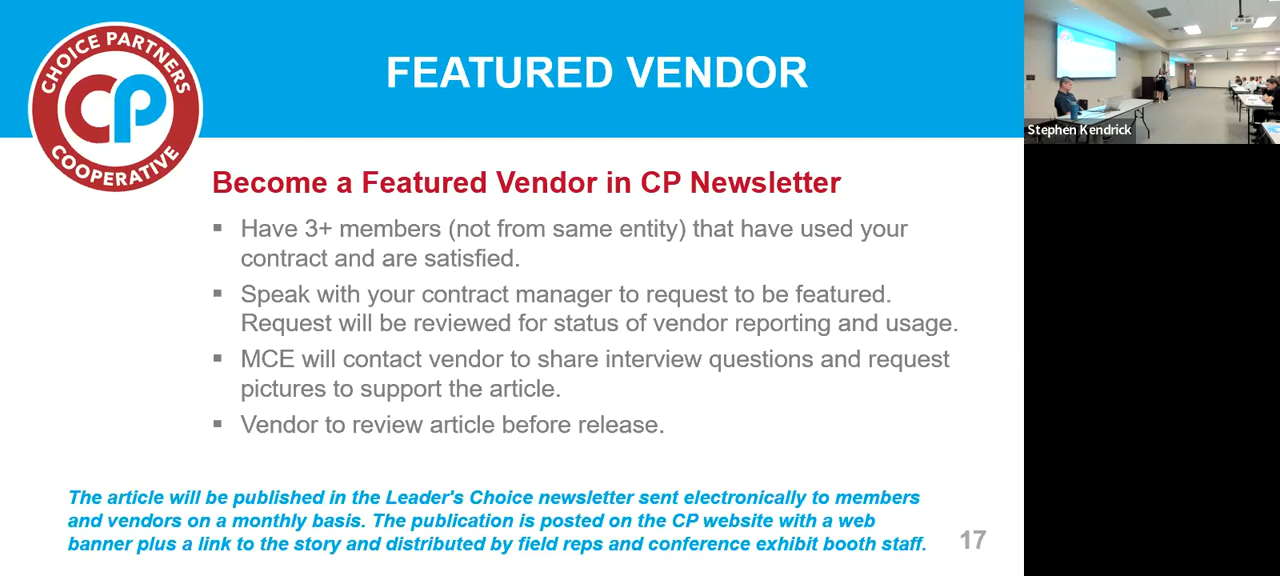 CHOICE PARTNERS
CP
COOPERATIVE
FEATURED VENDOR
Become a Featured Vendor in CP Newsletter
▪ Have 3+ members (not from same entity) that have used your
contract and are satisfied.
▪ Speak with your contract manager to request to be featured.
Request will be reviewed for status of vendor reporting and usage.
▪ MCE will contact vendor to share interview questions and request
pictures to support the article.
▪ Vendor to review article before release.
The article will be published in the Leader's Choice newsletter sent electronically to members
and vendors on a monthly basis. The publication is posted on the CP website with a web
banner plus a link to the story and distributed by field reps and conference exhibit booth staff.
17
Stephen Kendrick